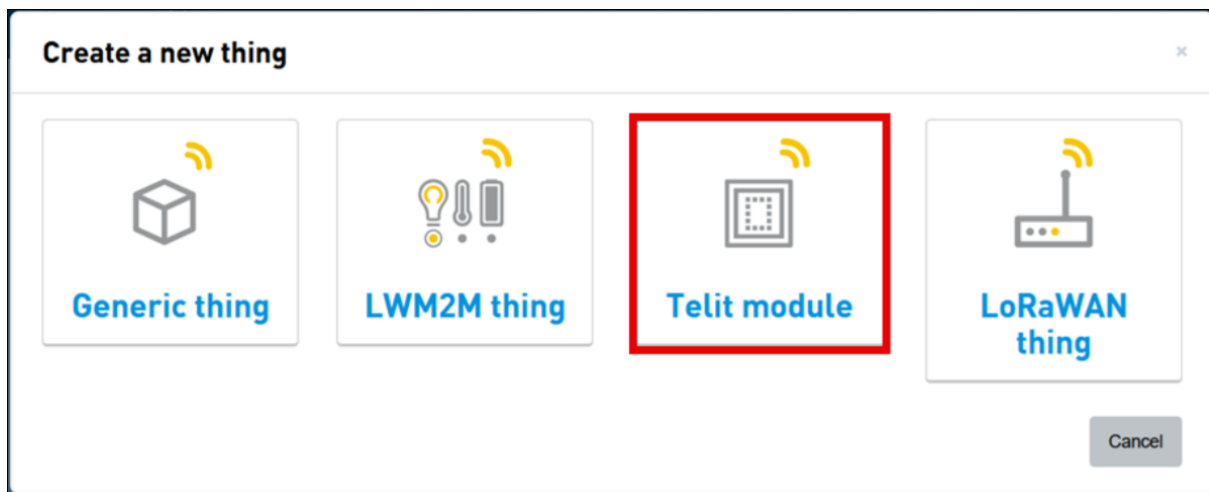 Create a new thing
×
Generic thing
LWM2M thing
Telit module
LoRaWAN
thing
Cancel